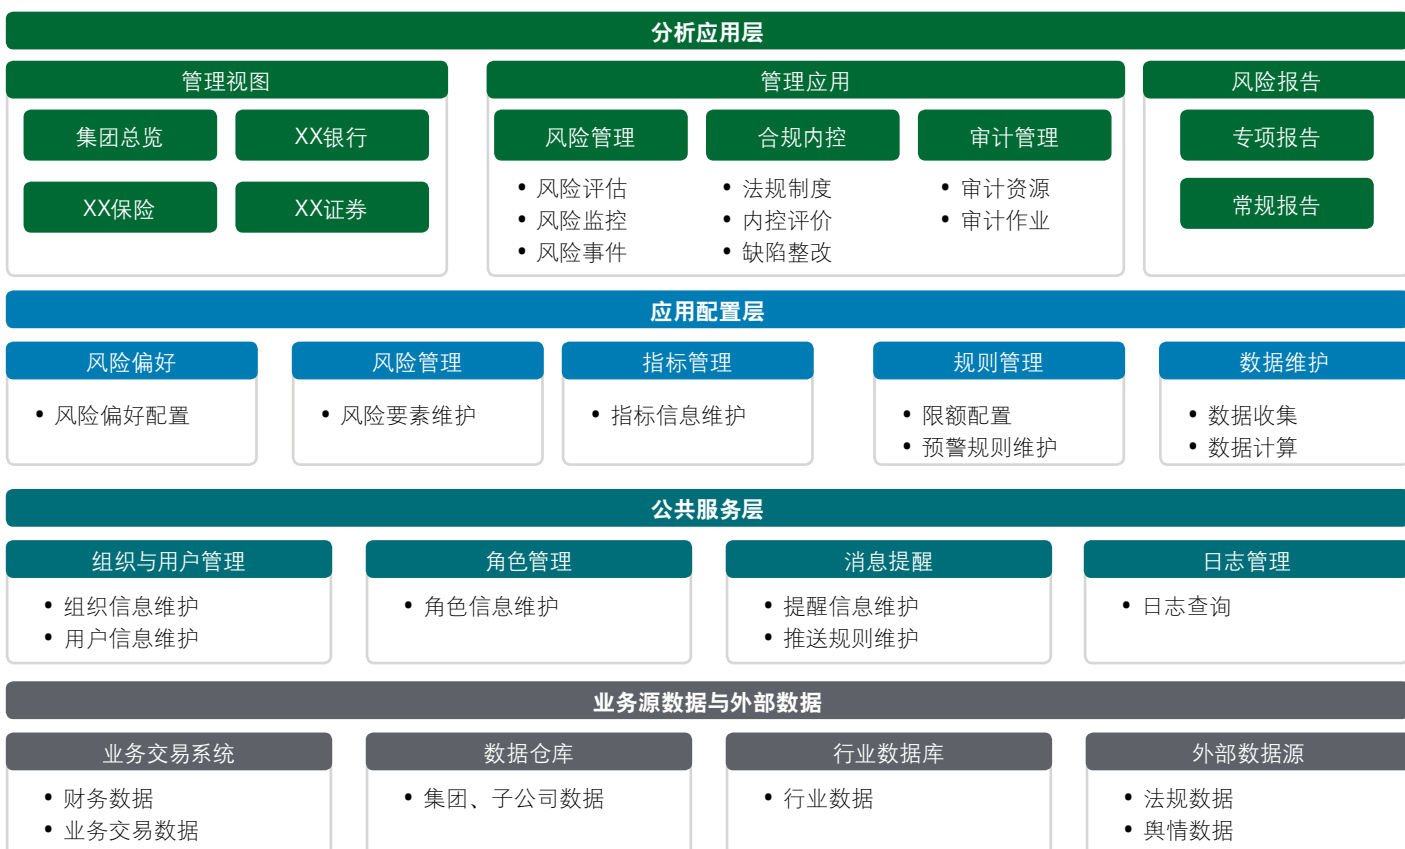 分析应用层
管理视图
集团总览
XX银行
XX保险
XX证券
管理应用
风险管理
• 风险评估
• 风险监控
• 风险事件
合规内控
• 法规制度
• 内控评价
• 缺陷整改
审计管理
• 审计资源
• 审计作业
风险报告
专项报告
常规报告
应用配置层
风险偏好
• 风险偏好配置
风险管理
• 风险要素维护
指标管理
• 指标信息维护
规则管理
• 限额配置
• 预警规则维护
数据维护
• 数据收集
• 数据计算
公共服务层
组织与用户管理
• 组织信息维护
• 用户信息维护
角色管理
• 角色信息维护
消息提醒
• 提醒信息维护
• 推送规则维护
日志管理
• 日志查询
业务源数据与外部数据
业务交易系统
• 财务数据
• 业务交易数据
数据仓库
• 集团、子公司数据
行业数据库
• 行业数据
外部数据源
• 法规数据
• 舆情数据